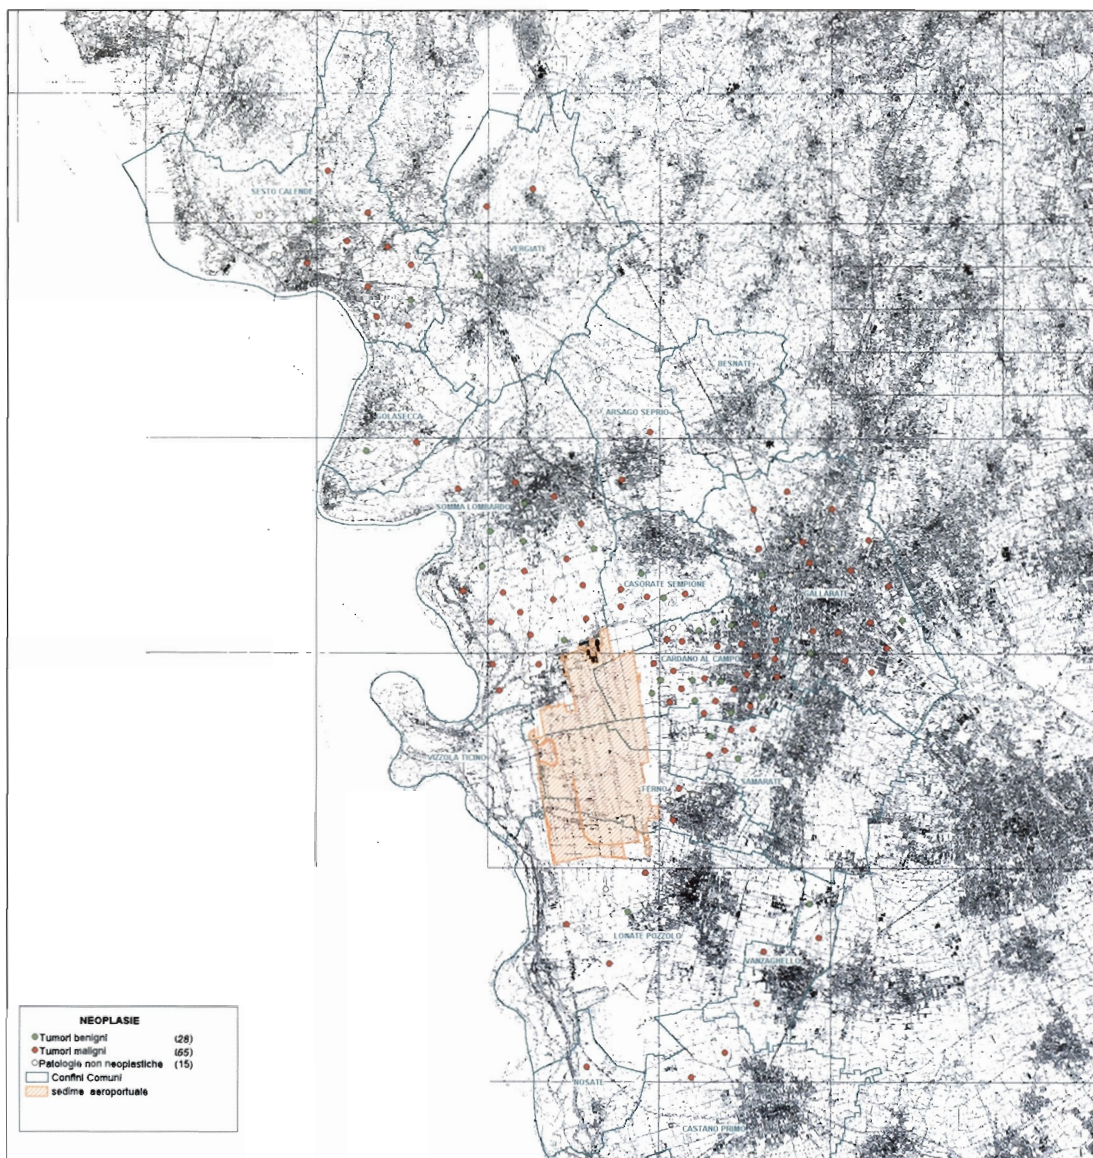 SESTO CALENDE
VERGIATE
BESNATE
GOLASECCA
ARSAGO SEPRIO
SOMMA LOMBARDO
CASORATE SEMPIONE
GALLARATE
CARDANO AL CAMPO
VIZZOLA TICINO
FERNO
SAMARATE
LONATE POZZOLO
VANZAGHELLO
NOSATE
CASTANO PRIMO
NEOPLASIE
Tumori benigni (28)
Tumori maligni (65)
Patologie non neoplastiche (15)
Confini Comuni
sedime aeroportuale